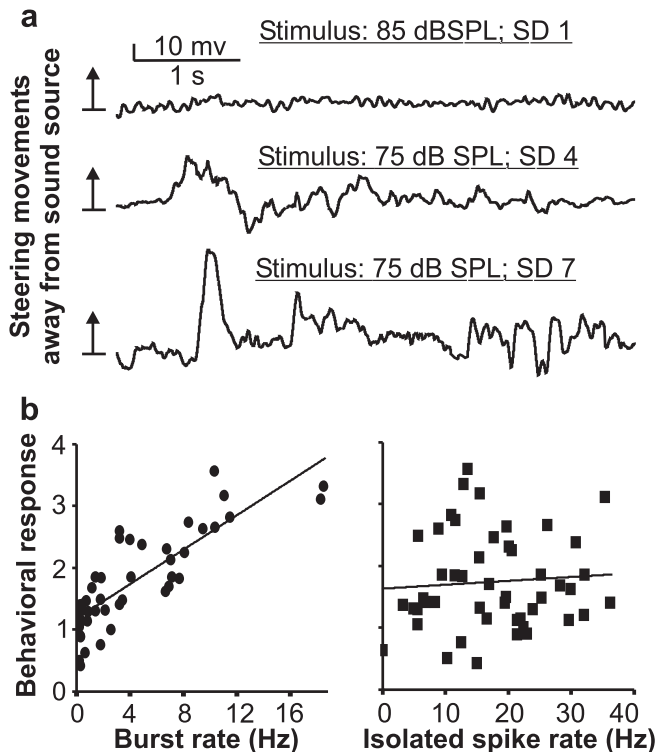 a
Stimulus: 85 dBSPL; SD 1
10 mv
1 s
Steering movements
away from sound source
Stimulus: 75 dB SPL; SD 4
Stimulus: 75 dB SPL; SD 7
b
Behavioral response
4
3
2
1
0
0 4 8 12 16
Burst rate (Hz)
0 10 20 30 40
Isolated spike rate (Hz)